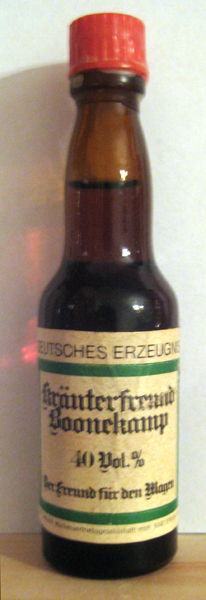 DEUTSCHES ERZEUGNIS
Kräuterfreund
Boonekamp
40 Vol.%
Der Freund für den Magen